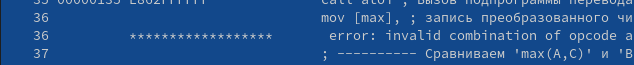 35 00000135 E862FFFFFF call atoi ; Вызов подпрограммы перевода
36 mov [max], ; запись преобразованного чи
36 ****************** error: invalid combination of opcode a
37 ; ---------- Сравниваем 'max(A,C)' и 'B